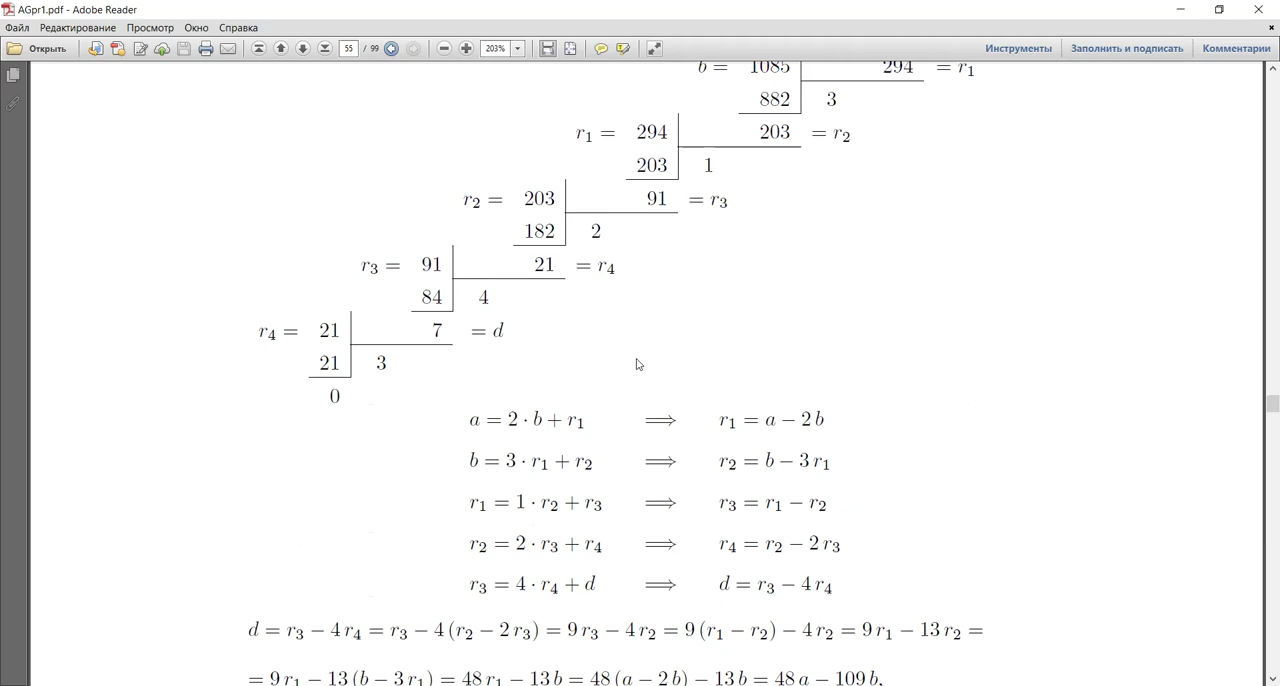 AGpr1.pdf - Adobe Reader
Файл Редактирование Просмотр Окно Справка
Открыть 55 / 99 203% Инструменты Заполнить и подписать Комментарии
b = 1085 294 = r₁
882 3
r₁ = 294 203 = r₂
203 1
r₂ = 203 91 = r₃
182 2
r₃ = 91 21 = r₄
84 4
r₄ = 21 7 = d
21 3
0
a = 2 · b + r₁ ⟹ r₁ = a − 2 b
b = 3 · r₁ + r₂ ⟹ r₂ = b − 3 r₁
r₁ = 1 · r₂ + r₃ ⟹ r₃ = r₁ − r₂
r₂ = 2 · r₃ + r₄ ⟹ r₄ = r₂ − 2 r₃
r₃ = 4 · r₄ + d ⟹ d = r₃ − 4 r₄
d = r₃ − 4 r₄ = r₃ − 4 (r₂ − 2 r₃) = 9 r₃ − 4 r₂ = 9 (r₁ − r₂) − 4 r₂ = 9 r₁ − 13 r₂ =
= 9 r₁ − 13 (b − 3 r₁) = 48 r₁ − 13 b = 48 (a − 2 b) − 13 b = 48 a − 109 b,